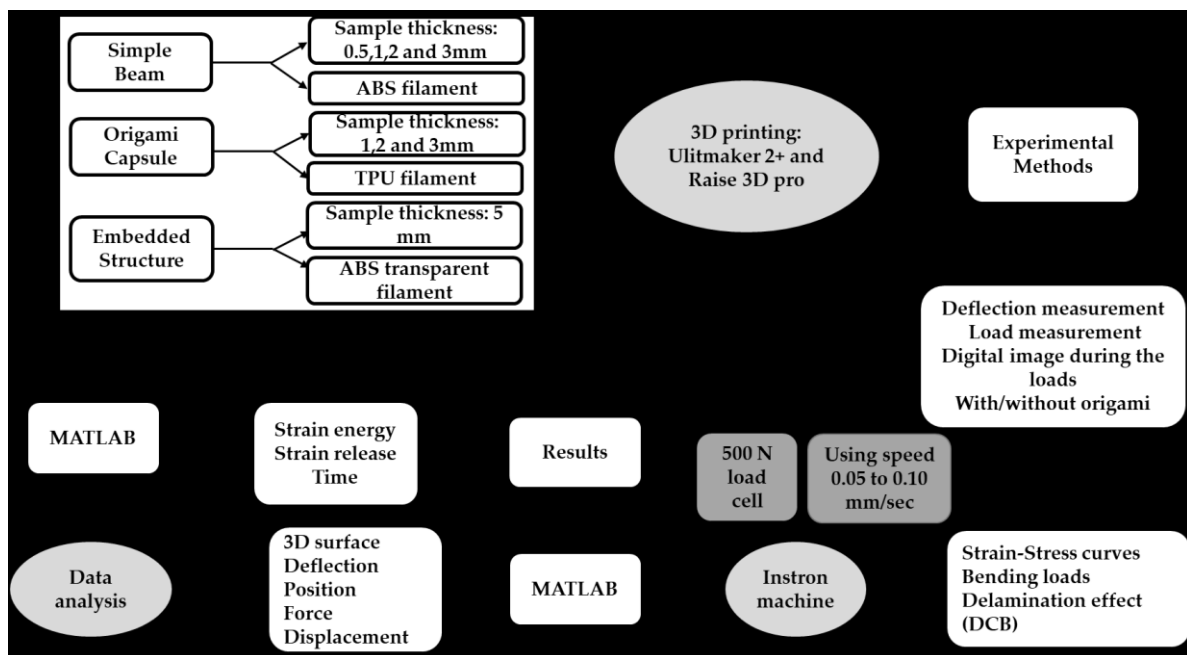 Simple
Beam
Sample thickness:
0.5,1,2 and 3mm
ABS filament
Origami
Capsule
Sample thickness:
1,2 and 3mm
TPU filament
Embedded
Structure
Sample thickness: 5
mm
ABS transparent
filament
3D printing:
Ulitmaker 2+ and
Raise 3D pro
Experimental
Methods
Deflection measurement
Load measurement
Digital image during the
loads
With/without origami
MATLAB
Strain energy
Strain release
Time
Results
500 N
load
cell
Using speed
0.05 to 0.10
mm/sec
Data
analysis
3D surface
Deflection
Position
Force
Displacement
MATLAB
Instron
machine
Strain-Stress curves
Bending loads
Delamination effect
(DCB)